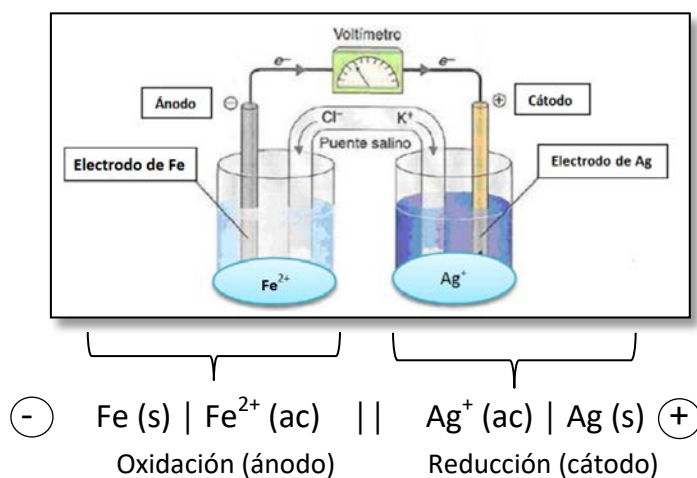 Voltímetro
e⁻ e⁻
Ánodo - + Cátodo
Cl⁻ K⁺
Puente salino
Electrodo de Fe Electrodo de Ag
Fe²⁺ Ag⁺
- Fe (s) | Fe²⁺ (ac) || Ag⁺ (ac) | Ag (s) +
Oxidación (ánodo) Reducción (cátodo)